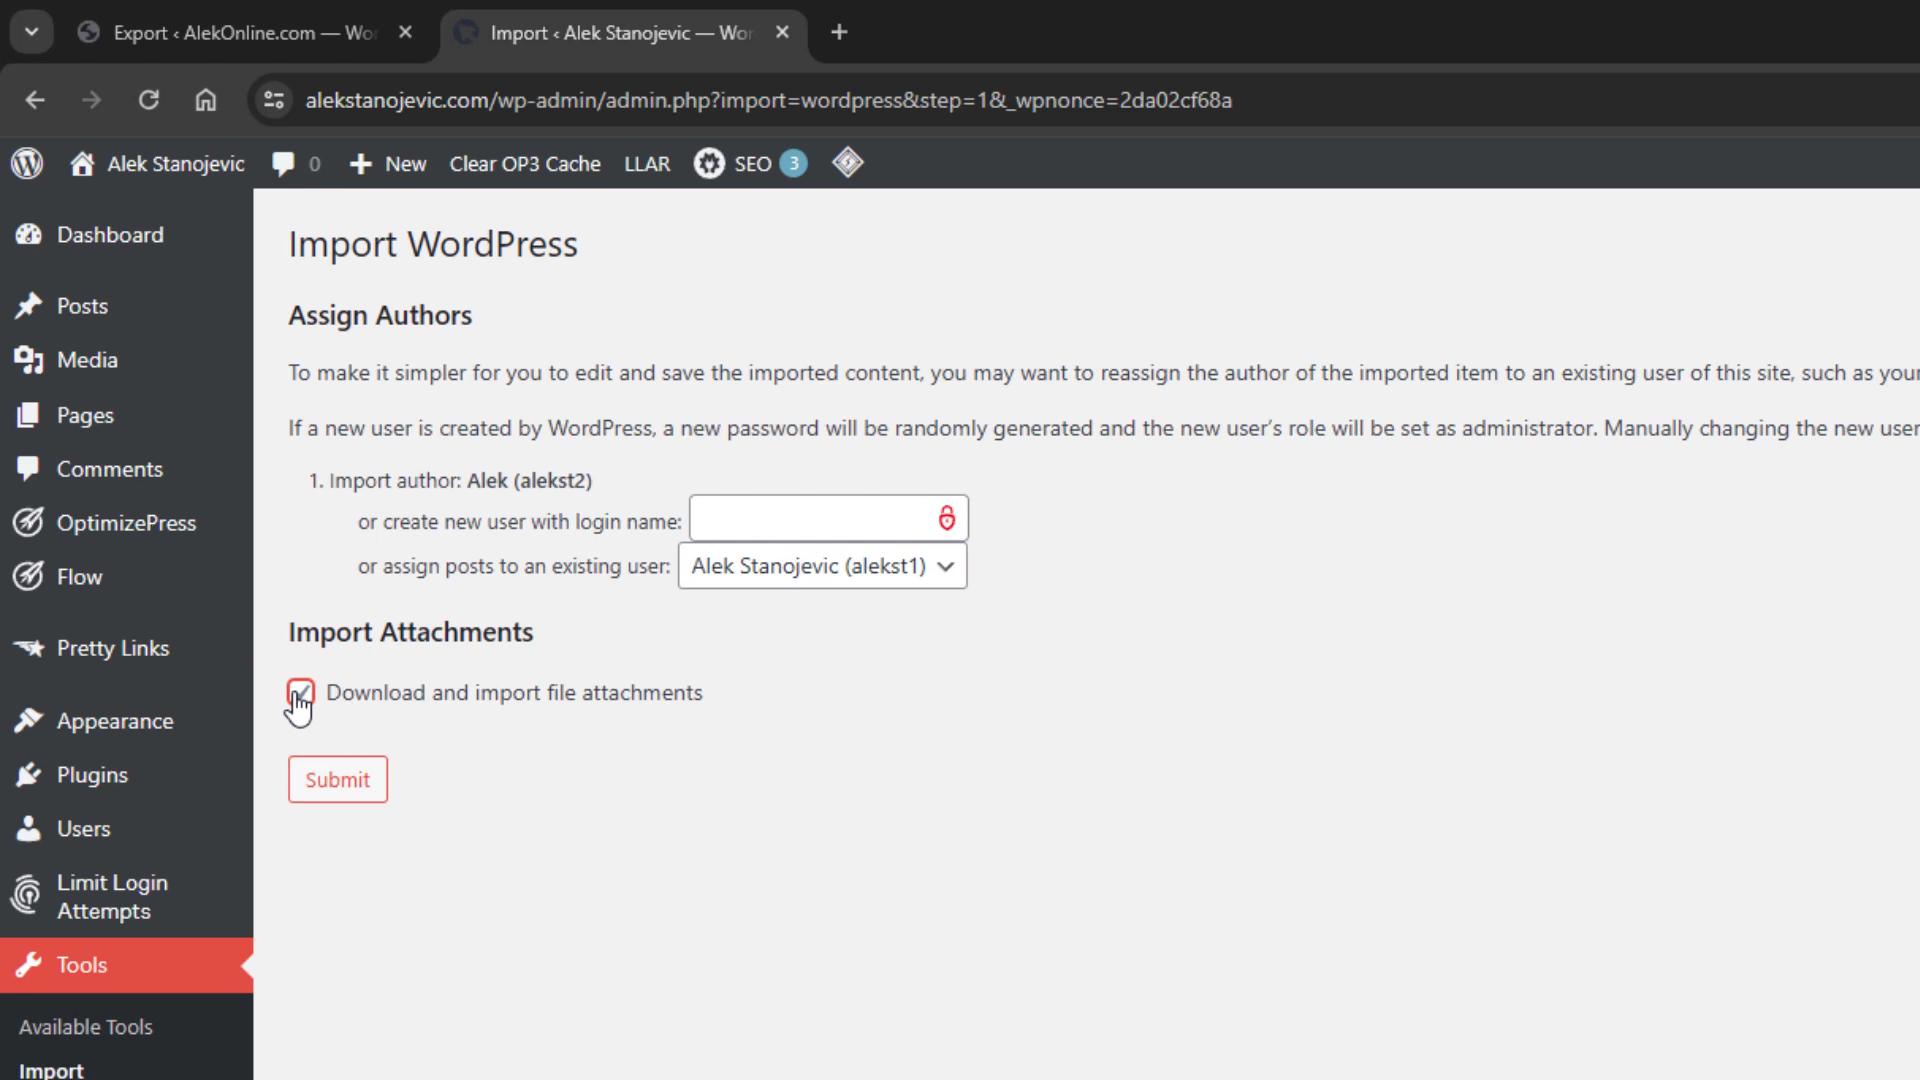 Export ‹ AlekOnline.com — Wo
Import ‹ Alek Stanojevic — Wor
alekstanojevic.com/wp-admin/admin.php?import=wordpress&step=1&_wpnonce=2da02cf68a
Alek Stanojevic
0
New
Clear OP3 Cache
LLAR
SEO
3
Dashboard
Posts
Media
Pages
Comments
OptimizePress
Flow
Pretty Links
Appearance
Plugins
Users
Limit Login
Attempts
Tools
Available Tools
Import
Import WordPress
Assign Authors
To make it simpler for you to edit and save the imported content, you may want to reassign the author of the imported item to an existing user of this site, such as your
If a new user is created by WordPress, a new password will be randomly generated and the new user’s role will be set as administrator. Manually changing the new user
1. Import author: Alek (alekst2)
or create new user with login name:
or assign posts to an existing user: Alek Stanojevic (alekst1)
Import Attachments
Download and import file attachments
Submit